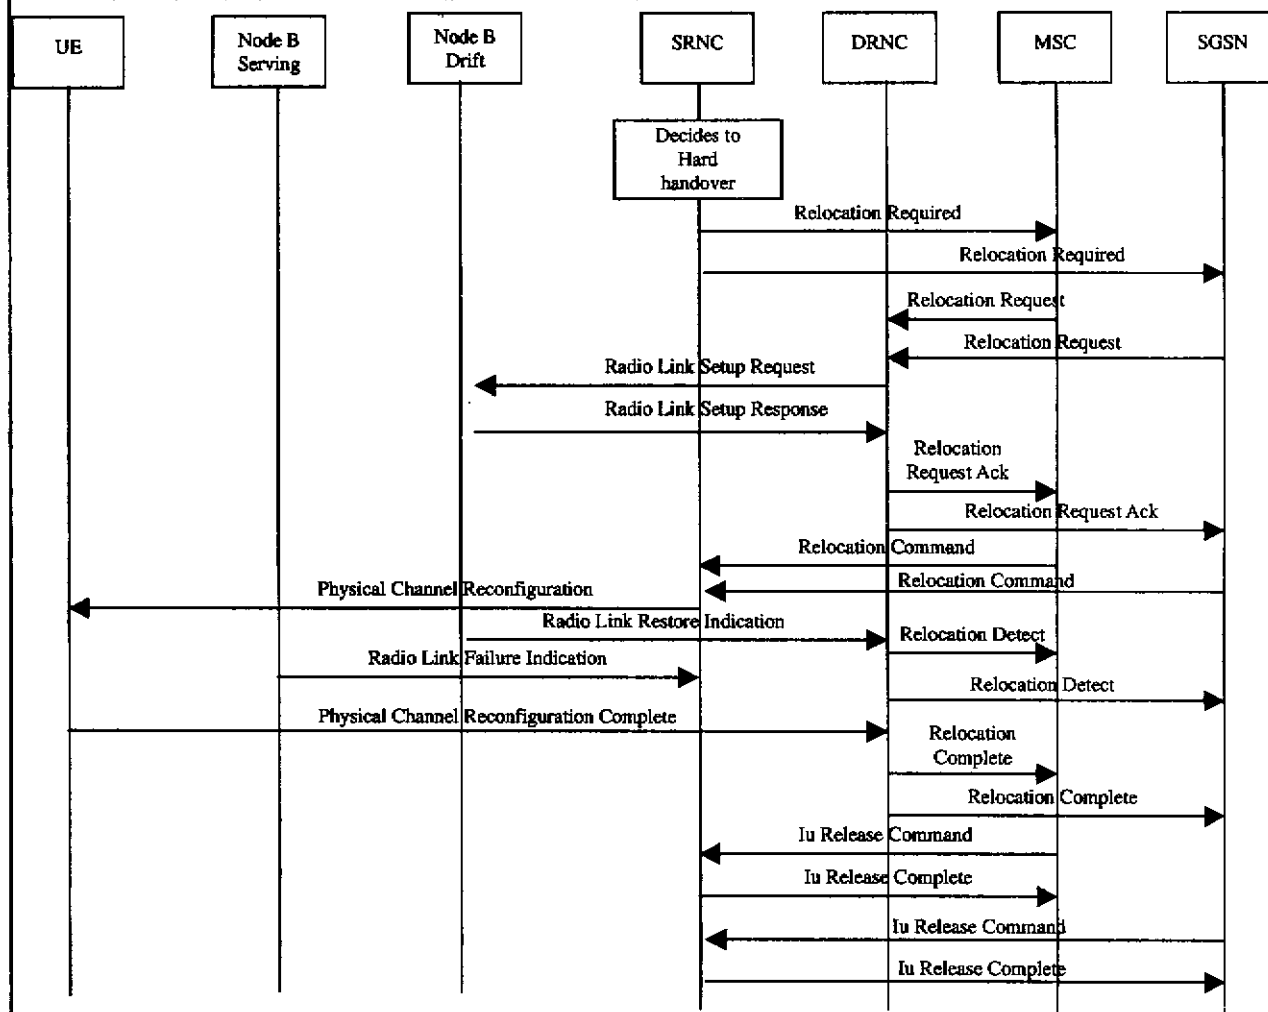 UE
Node B
Serving
Node B
Drift
SRNC
DRNC
MSC
SGSN
Decides to
Hard
handover
Relocation Required
Relocation Required
Relocation Request
Relocation Request
Radio Link Setup Request
Radio Link Setup Response
Relocation
Request Ack
Relocation Request Ack
Relocation Command
Relocation Command
Physical Channel Reconfiguration
Radio Link Restore Indication
Relocation Detect
Radio Link Failure Indication
Relocation Detect
Physical Channel Reconfiguration Complete
Relocation
Complete
Relocation Complete
Iu Release Command
Iu Release Complete
Iu Release Command
Iu Release Complete